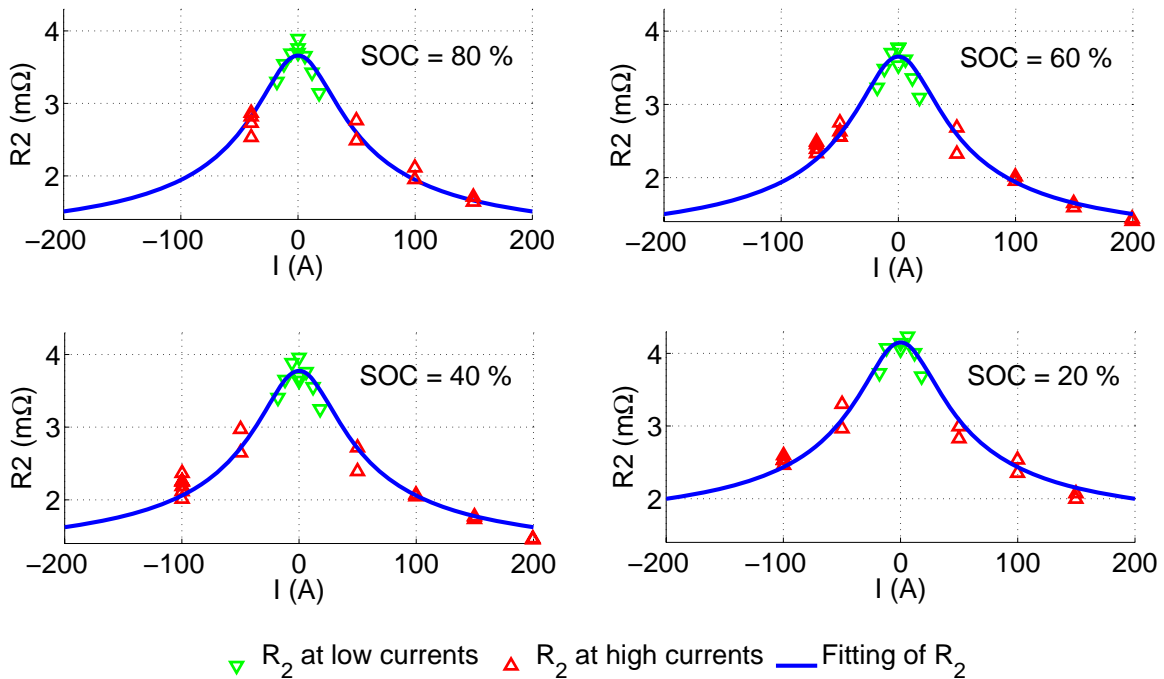 4
3
2
R2 (mΩ)
SOC = 80 %
−200 −100 0 100 200
I (A)
4
3
2
R2 (mΩ)
SOC = 60 %
−200 −100 0 100 200
I (A)
4
3
2
R2 (mΩ)
SOC = 40 %
−200 −100 0 100 200
I (A)
4
3
2
R2 (mΩ)
SOC = 20 %
−200 −100 0 100 200
I (A)
R2 at low currents R2 at high currents Fitting of R2